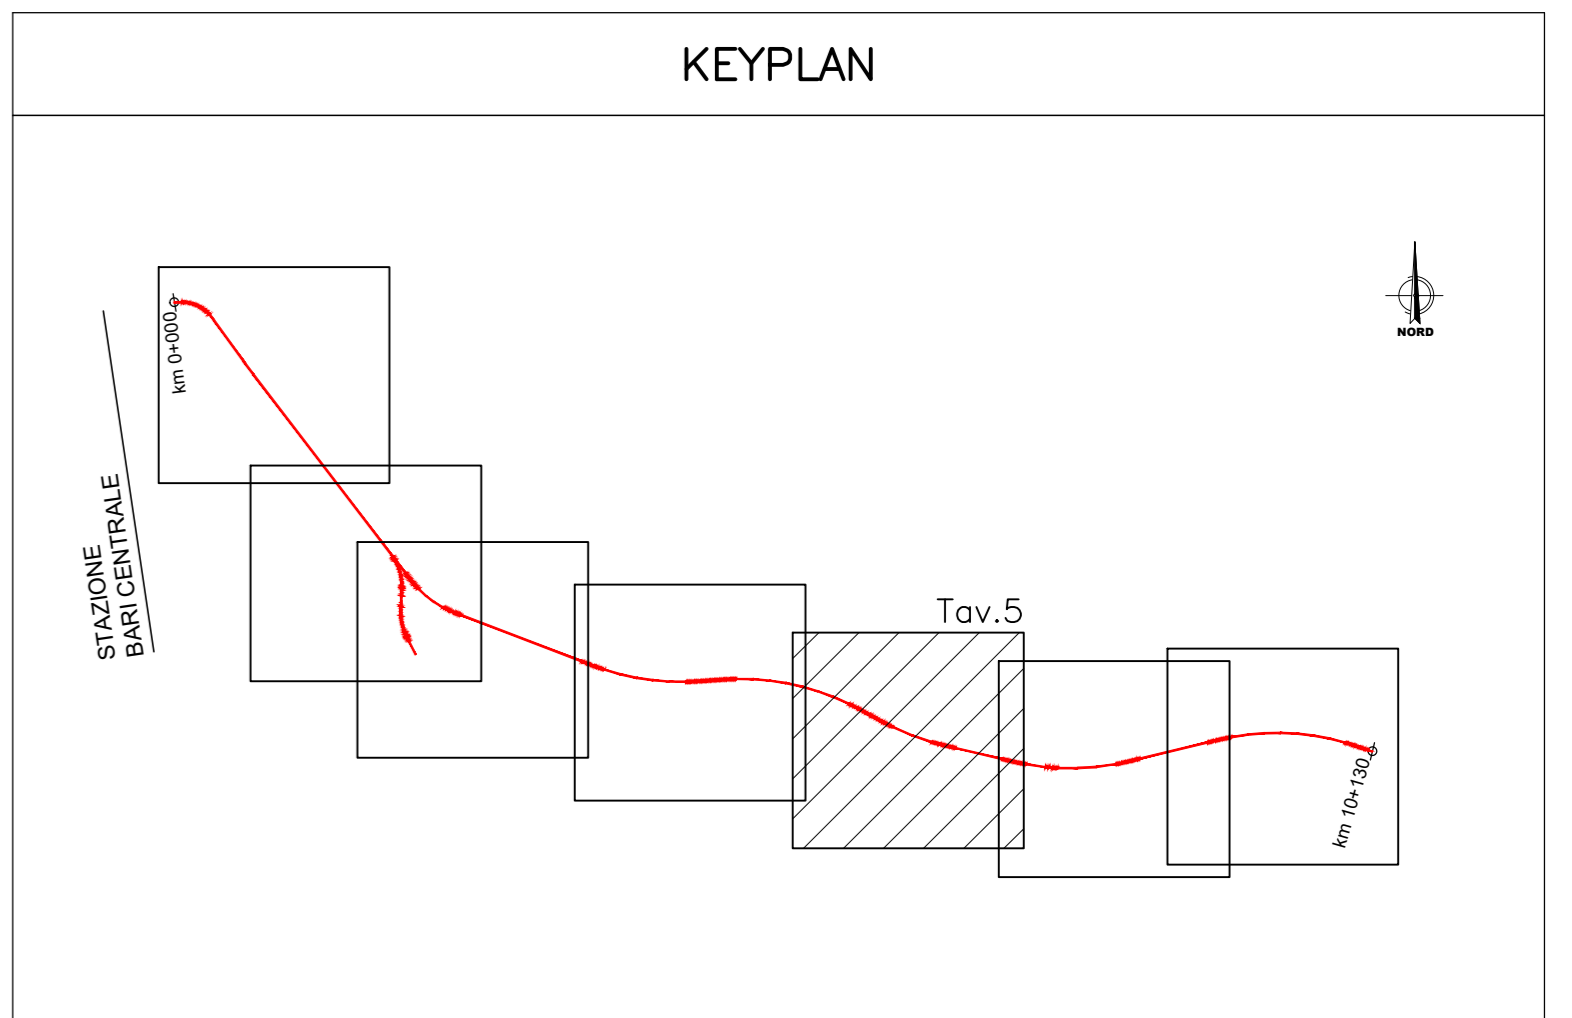 KEYPLAN
NORD
km 0+000
STAZIONE
BARI CENTRALE
Tav.5
km 10+130